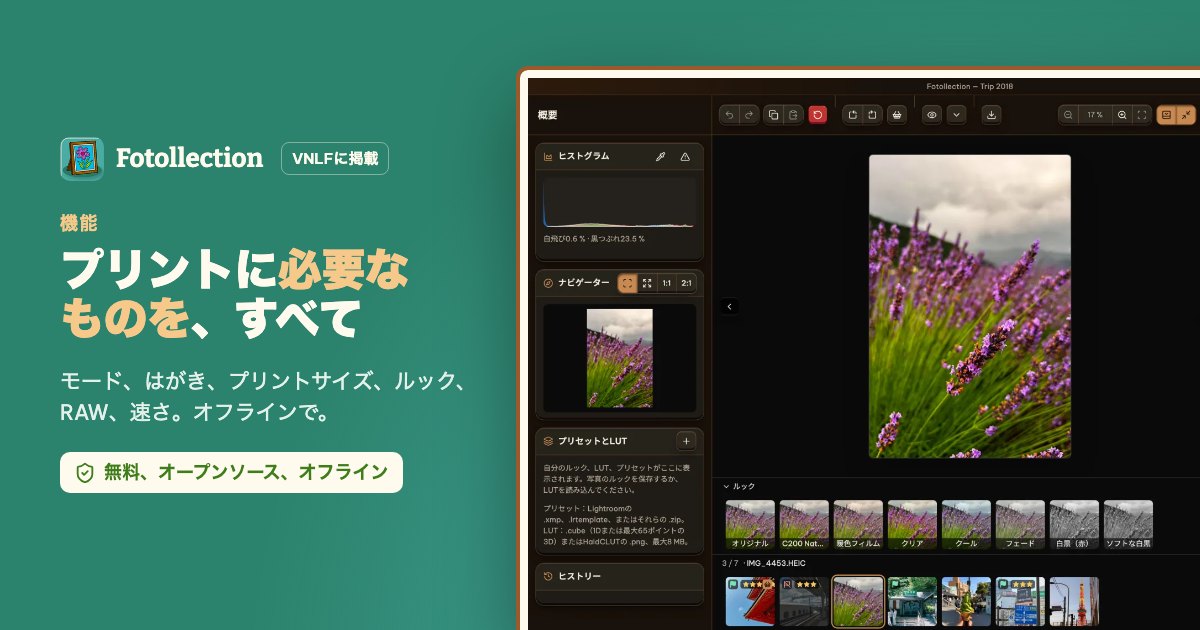 Fotollection
VNLFに掲載
機能
プリントに必要な
ものを、すべて
モード、はがき、プリントサイズ、ルック、
RAW、速さ。オフラインで。
無料、オープンソース、オフライン
Fotollection — Trip 2018
概要
17 %
ヒストグラム
白飛び0.6 % · 黒つぶれ23.5 %
ナビゲーター
1:1
2:1
プリセットとLUT
自分のルック、LUT、プリセットがここに表
示されます。写真のルックを保存するか、
LUTを読み込んでください。
プリセット：Lightroomの
.xmp、.lrtemplate、またはそれらの .zip。
LUT：.cube（1Dまたは最大65ポイントの
3D）またはHaldCLUTの .png、最大8 MB。
ヒストリー
ルック
オリジナル
C200 Nat...
暖色フィルム
クリア
クール
フェード
白黒（赤）
ソフトな白黒
3 / 7 · IMG_4453.HEIC